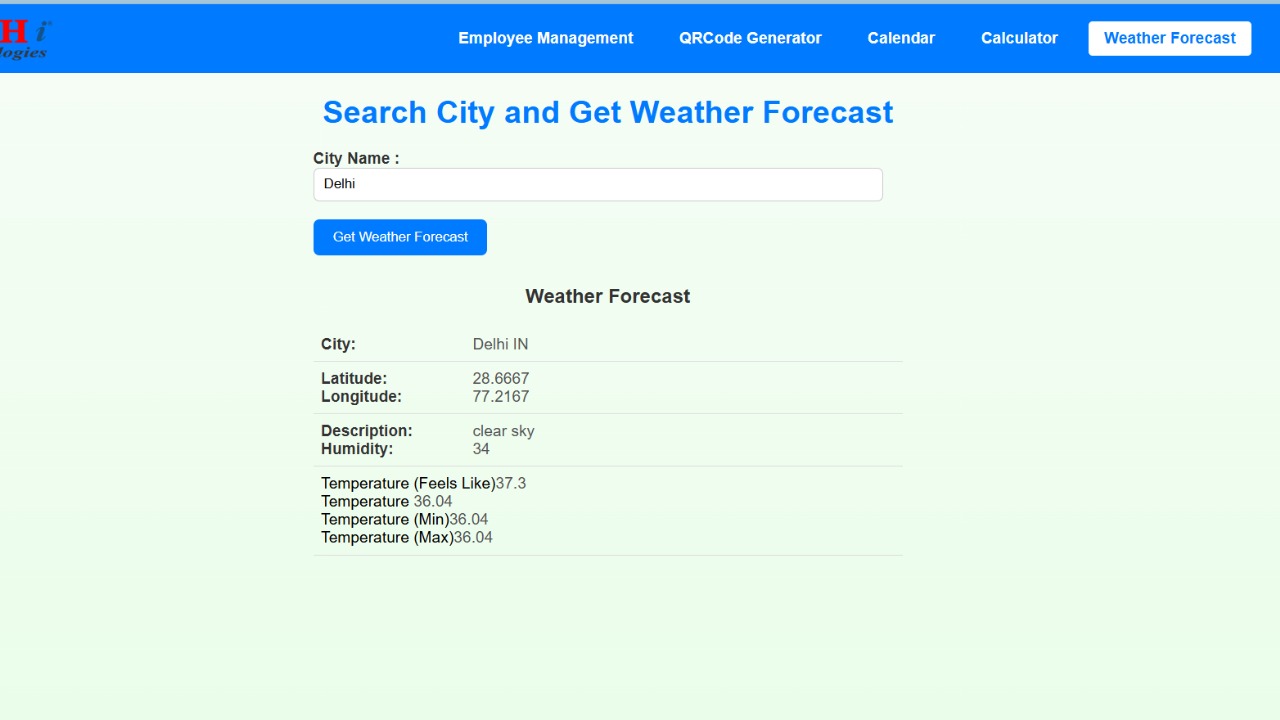 H i
logies
Employee Management QRCode Generator Calendar Calculator Weather Forecast
Search City and Get Weather Forecast
City Name :
Delhi
Get Weather Forecast
Weather Forecast
City: Delhi IN
Latitude: 28.6667
Longitude: 77.2167
Description: clear sky
Humidity: 34
Temperature (Feels Like)37.3
Temperature 36.04
Temperature (Min)36.04
Temperature (Max)36.04